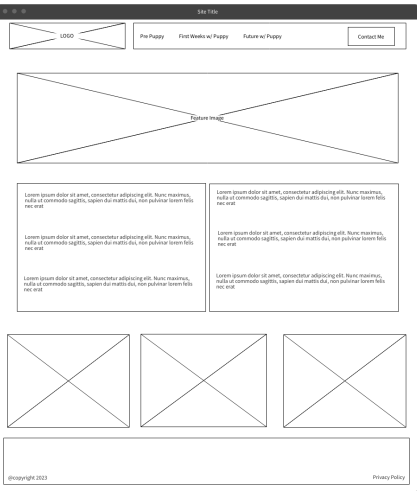 Site Title
LOGO
Pre Puppy First Weeks w/ Puppy Future w/ Puppy Contact Me
Feature Image
Lorem ipsum dolor sit amet, consectetur adipiscing elit. Nunc maximus,
nulla ut commodo sagittis, sapien dui mattis dui, non pulvinar lorem felis
nec erat
Lorem ipsum dolor sit amet, consectetur adipiscing elit. Nunc maximus,
nulla ut commodo sagittis, sapien dui mattis dui, non pulvinar lorem felis
nec erat
Lorem ipsum dolor sit amet, consectetur adipiscing elit. Nunc maximus,
nulla ut commodo sagittis, sapien dui mattis dui, non pulvinar lorem felis
nec erat
Lorem ipsum dolor sit amet, consectetur adipiscing elit. Nunc maximus,
nulla ut commodo sagittis, sapien dui mattis dui, non pulvinar lorem felis
nec erat
Lorem ipsum dolor sit amet, consectetur adipiscing elit. Nunc maximus,
nulla ut commodo sagittis, sapien dui mattis dui, non pulvinar lorem felis
nec erat
Lorem ipsum dolor sit amet, consectetur adipiscing elit. Nunc maximus,
nulla ut commodo sagittis, sapien dui mattis dui, non pulvinar lorem felis
nec erat
@copyright 2023
Privacy Policy